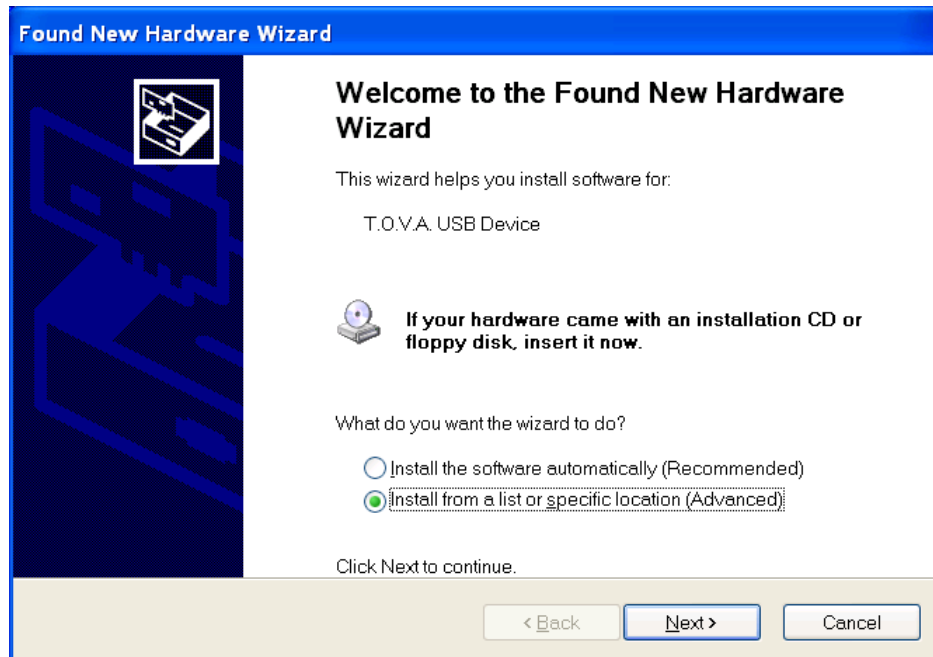 Found New Hardware Wizard
Welcome to the Found New Hardware
Wizard
This wizard helps you install software for:
T.O.V.A. USB Device
If your hardware came with an installation CD or
floppy disk, insert it now.
What do you want the wizard to do?
Install the software automatically (Recommended)
Install from a list or specific location (Advanced)
Click Next to continue.
< Back
Next >
Cancel